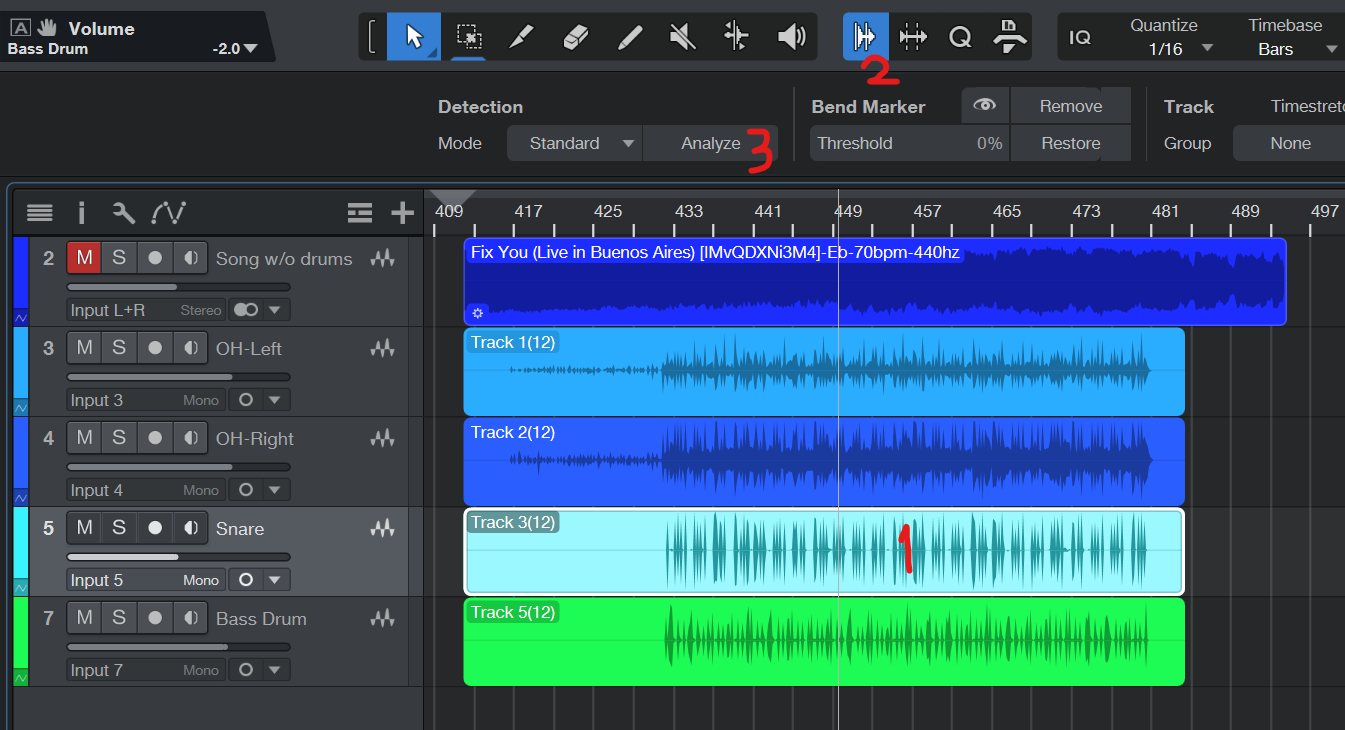 A Volume
Bass Drum -2.0
IQ
Quantize
1/16
Timebase
Bars
2
Detection
Mode Standard Analyze
3
Bend Marker Remove
Threshold 0% Restore
Track Timestretc
Group None
409 417 425 433 441 449 457 465 473 481 489 497
2 M S Song w/o drums
Input L+R Stereo
Fix You (Live in Buenos Aires) [IMvQDXNi3M4]-Eb-70bpm-440hz
3 M S OH-Left
Input 3 Mono
Track 1(12)
4 M S OH-Right
Input 4 Mono
Track 2(12)
5 M S Snare
Input 5 Mono
Track 3(12)
1
7 M S Bass Drum
Input 7 Mono
Track 5(12)